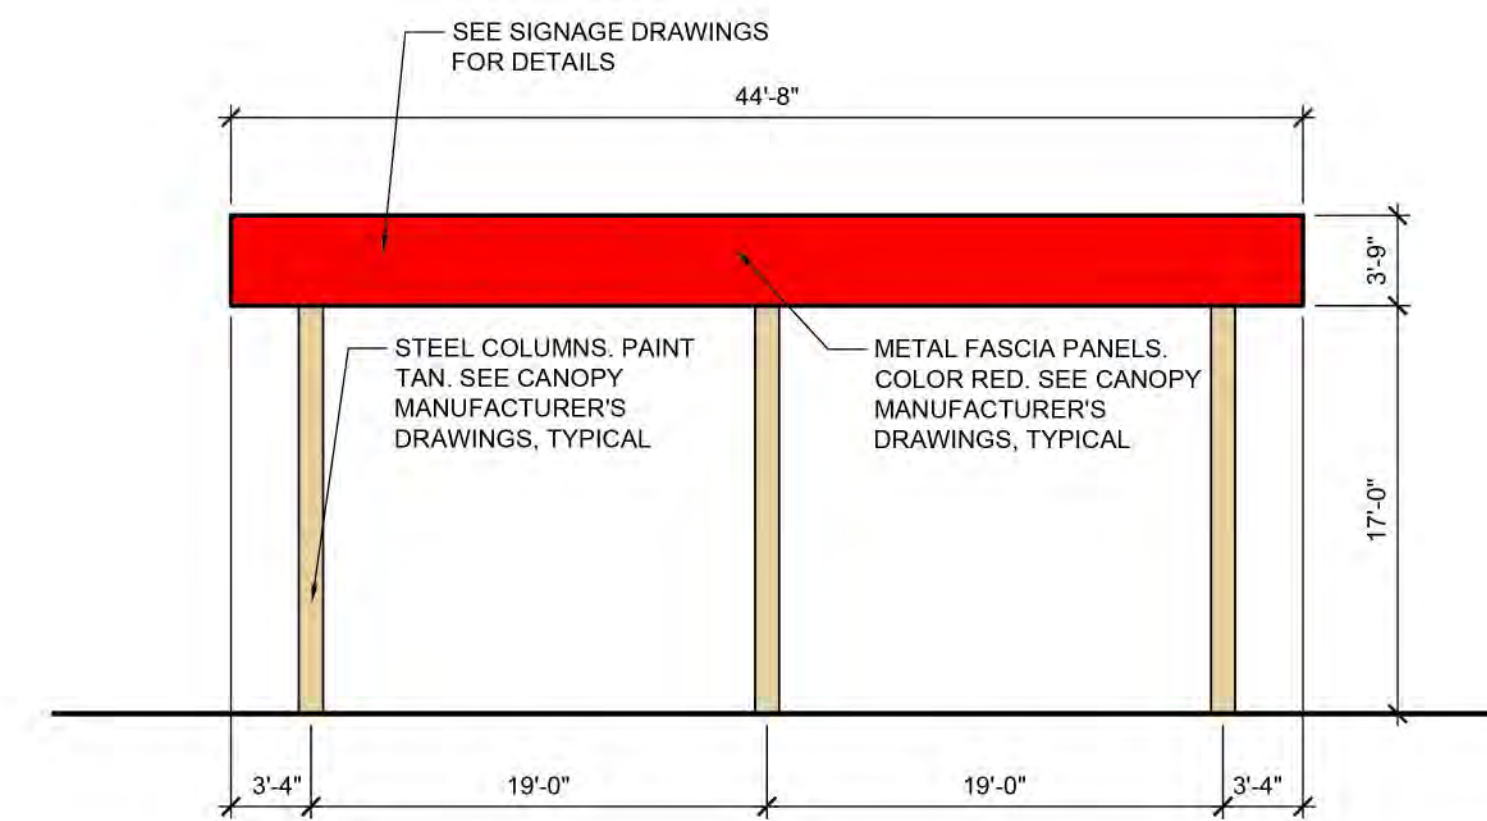 SEE SIGNAGE DRAWINGS
FOR DETAILS
44'-8"
3'-9"
STEEL COLUMNS. PAINT
TAN. SEE CANOPY
MANUFACTURER'S
DRAWINGS, TYPICAL
METAL FASCIA PANELS.
COLOR RED. SEE CANOPY
MANUFACTURER'S
DRAWINGS, TYPICAL
17'-0"
3'-4"
19'-0"
19'-0"
3'-4"